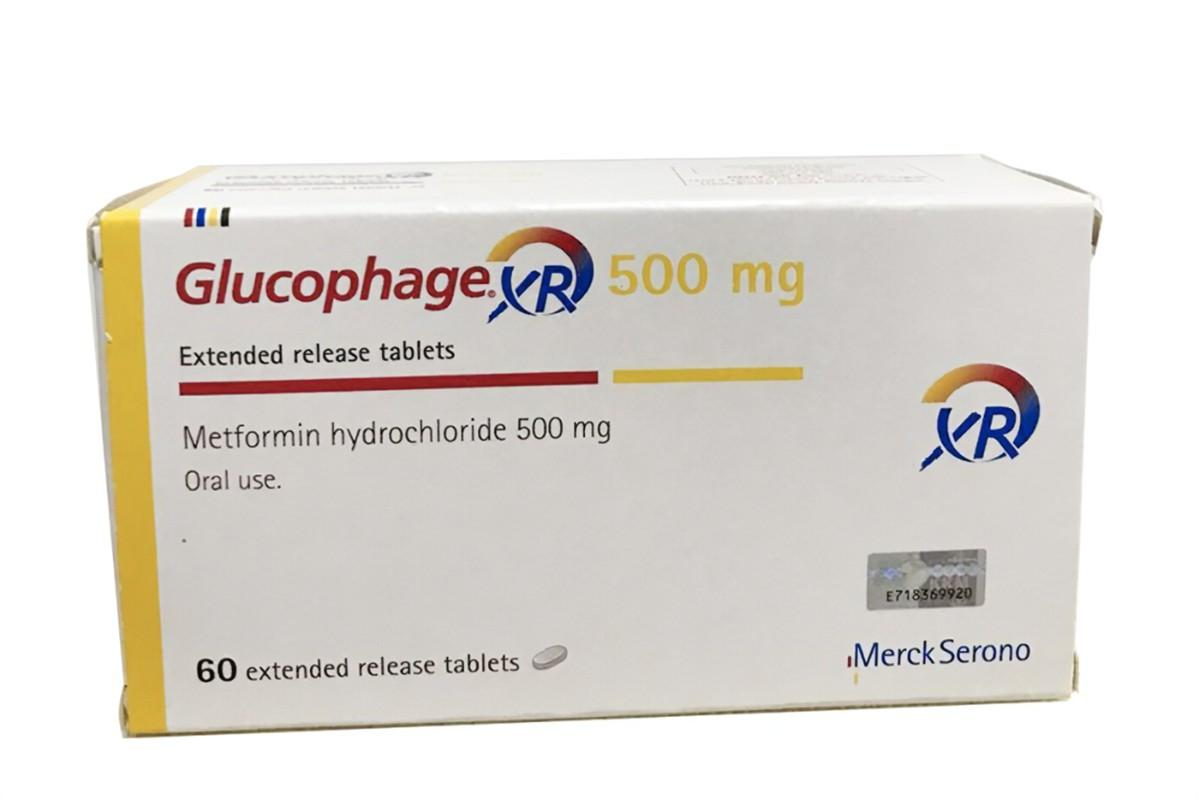 Glucophage® XR 500 mg
Extended release tablets
Metformin hydrochloride 500 mg
Oral use.
XR
E718369920
60 extended release tablets
Merck Serono